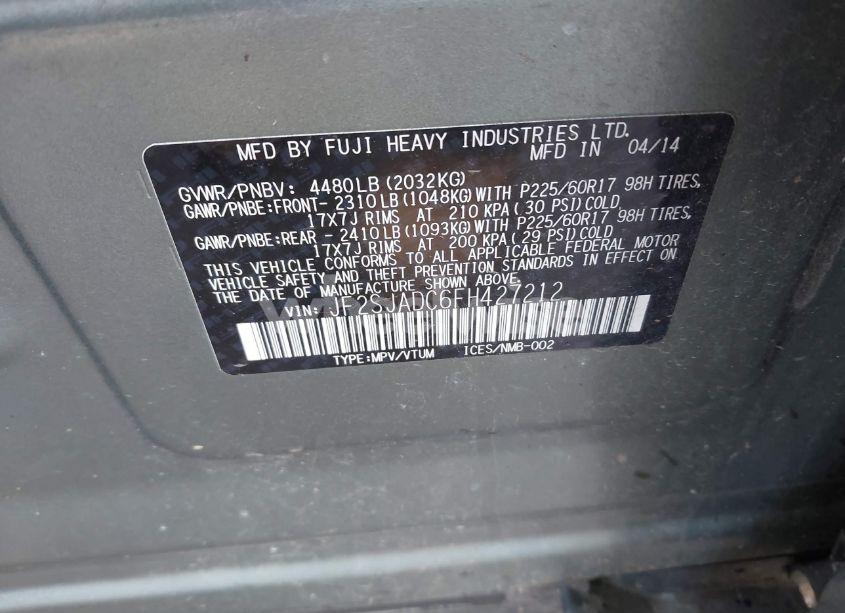 MFD BY FUJI HEAVY INDUSTRIES LTD.
MFD IN 04/14
GVWR/PNBV: 4480LB (2032KG)
GAWR/PNBE:FRONT- 2310LB (1048KG) WITH P225/60R17 98H TIRES,
17X7J RIMS AT 210 KPA ( 30 PSI) COLD
GAWR/PNBE:REAR - 2410LB (1093KG) WITH P225/60R17 98H TIRES,
17X7J RIMS AT 200 KPA (29 PSI) COLD
THIS VEHICLE CONFORMS TO ALL APPLICABLE FEDERAL MOTOR
VEHICLE SAFETY AND THEFT PREVENTION STANDARDS IN EFFECT ON
THE DATE OF MANUFACTURE SHOWN ABOVE.
VIN: JF2SJADC6FH427212
TYPE:MPV/VTUM ICES/NMB-002